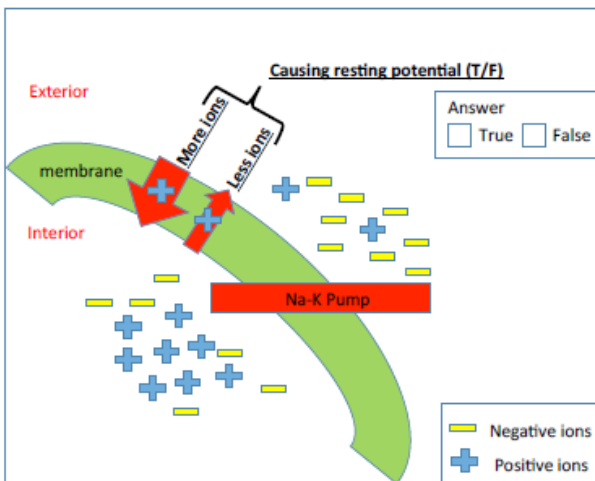 Causing resting potential (T/F)
Exterior
More ions
Less ions
Answer
True False
membrane
Interior
Na-K Pump
Negative ions
Positive ions